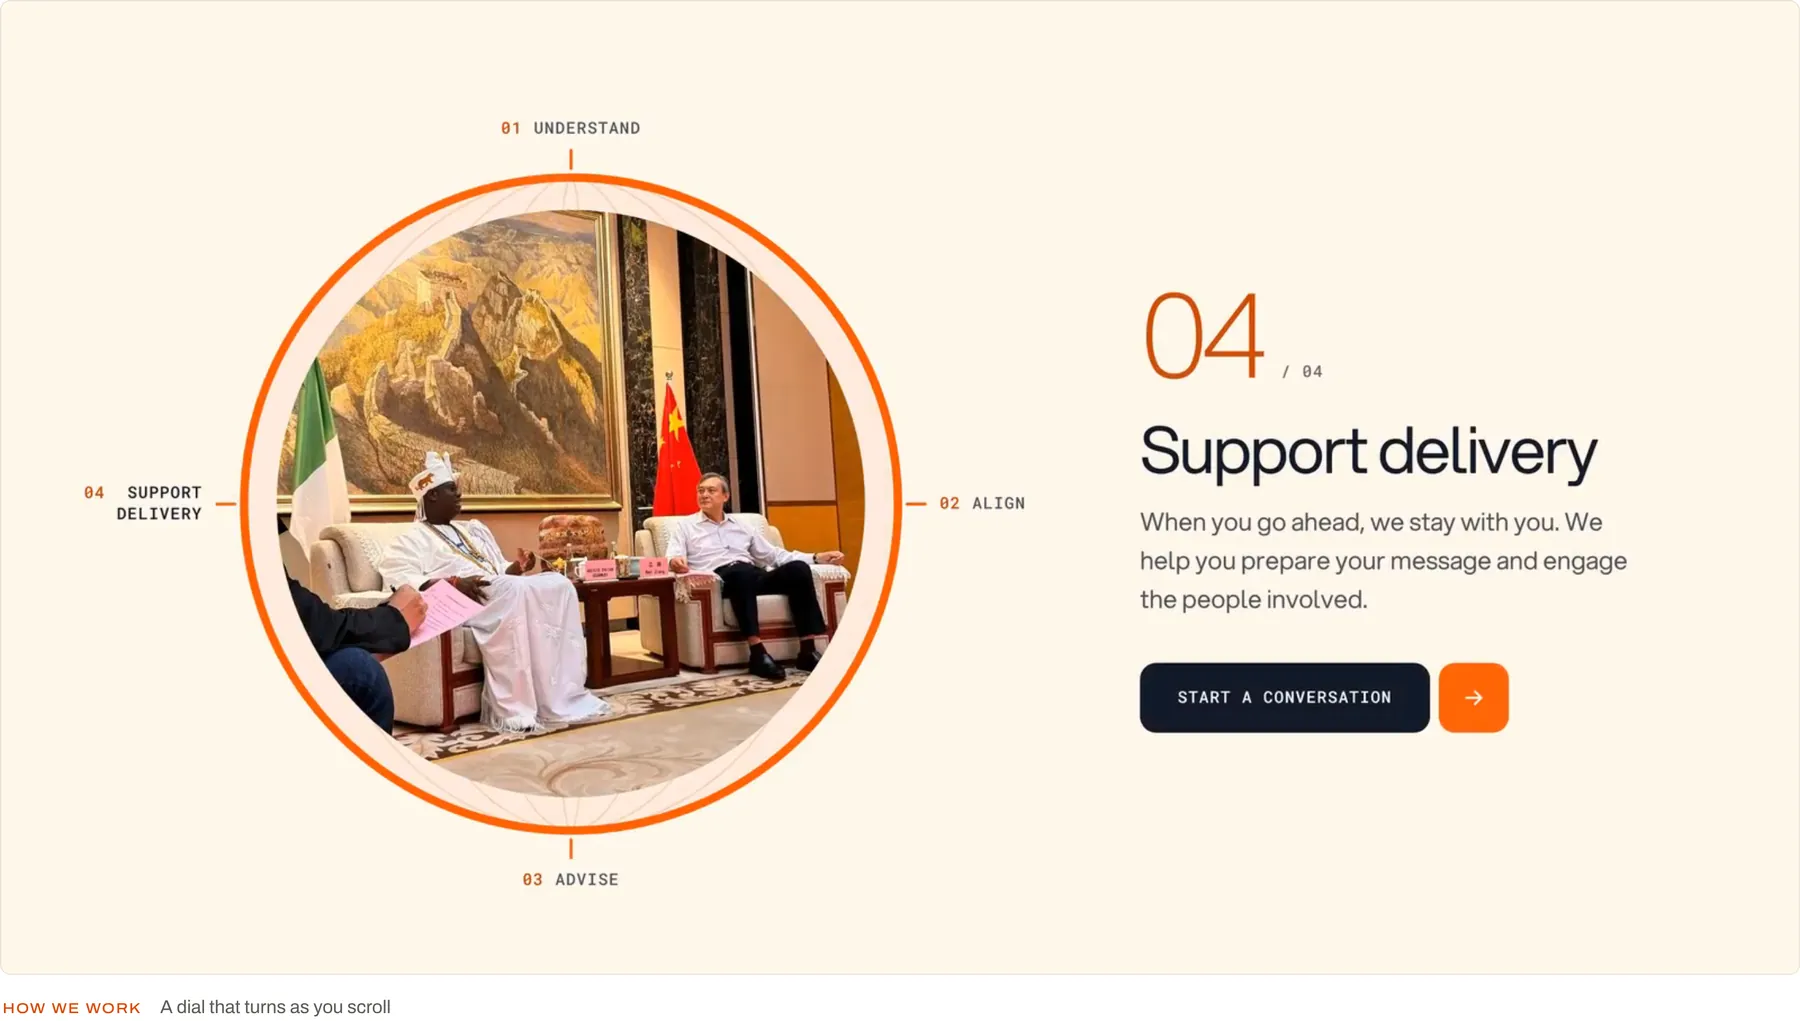 01 UNDERSTAND
04 SUPPORT
DELIVERY
02 ALIGN
03 ADVISE
04 / 04
Support delivery
When you go ahead, we stay with you. We
help you prepare your message and engage
the people involved.
START A CONVERSATION →
HOW WE WORK A dial that turns as you scroll